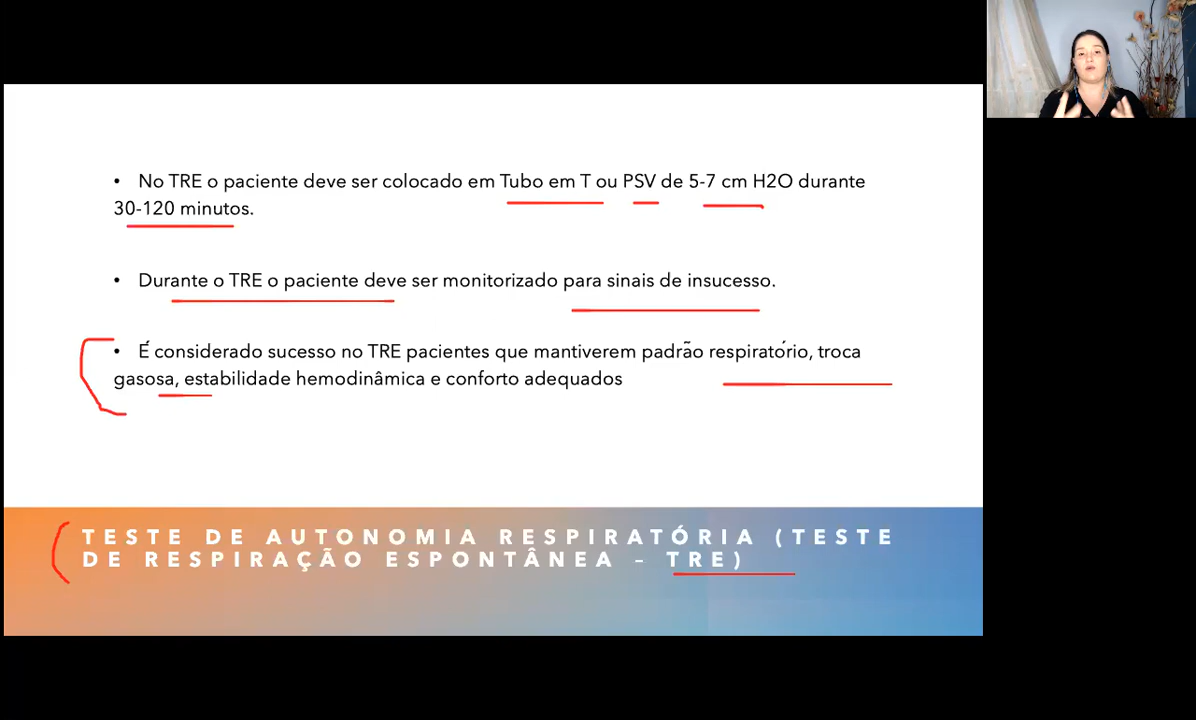 • No TRE o paciente deve ser colocado em Tubo em T ou PSV de 5-7 cm H2O durante
30-120 minutos.
• Durante o TRE o paciente deve ser monitorizado para sinais de insucesso.
• É considerado sucesso no TRE pacientes que mantiverem padrão respiratório, troca
gasosa, estabilidade hemodinâmica e conforto adequados
TESTE DE AUTONOMIA RESPIRATÓRIA (TESTE
DE RESPIRAÇÃO ESPONTÂNEA – TRE)